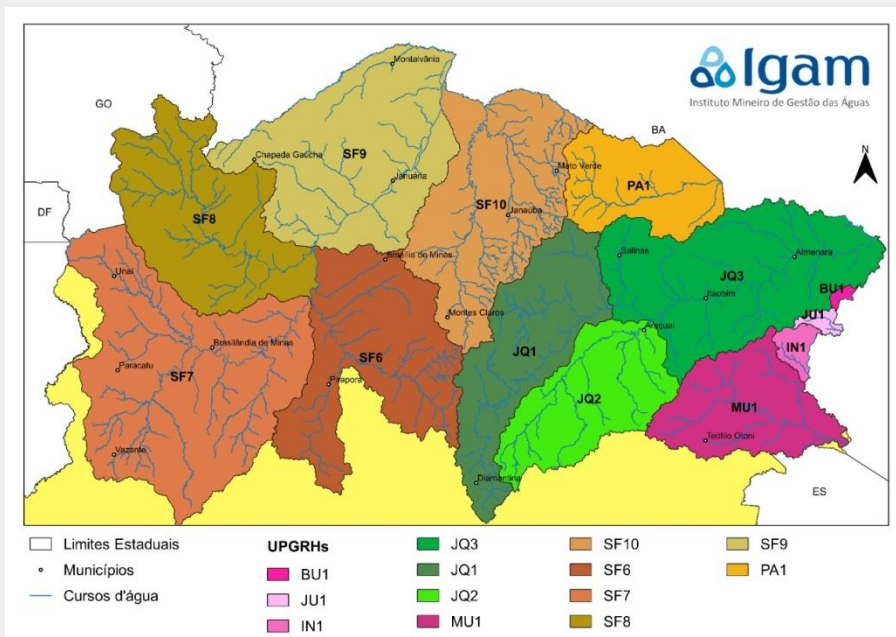 Igam
Instituto Mineiro de Gestão das Águas
GO
DF
BA
ES
N
Montalvânia
SF9
Chapada Gaúcha
Januária
SF8
SF10
Mato Verde
Janaúba
PA1
Unaí
Brasília de Minas
Salinas
Almenara
JQ3
Itaobim
BU1
JU1
IN1
Brasilândia de Minas
Montes Claros
Araçuaí
SF6
JQ1
Paracatu
SF7
Pirapora
JQ2
MU1
Teófilo Otoni
Vazante
Diamantina
Limites Estaduais
Municípios
Cursos d'água
UPGRHs
BU1
JU1
IN1
JQ3
JQ1
JQ2
MU1
SF10
SF6
SF7
SF8
SF9
PA1